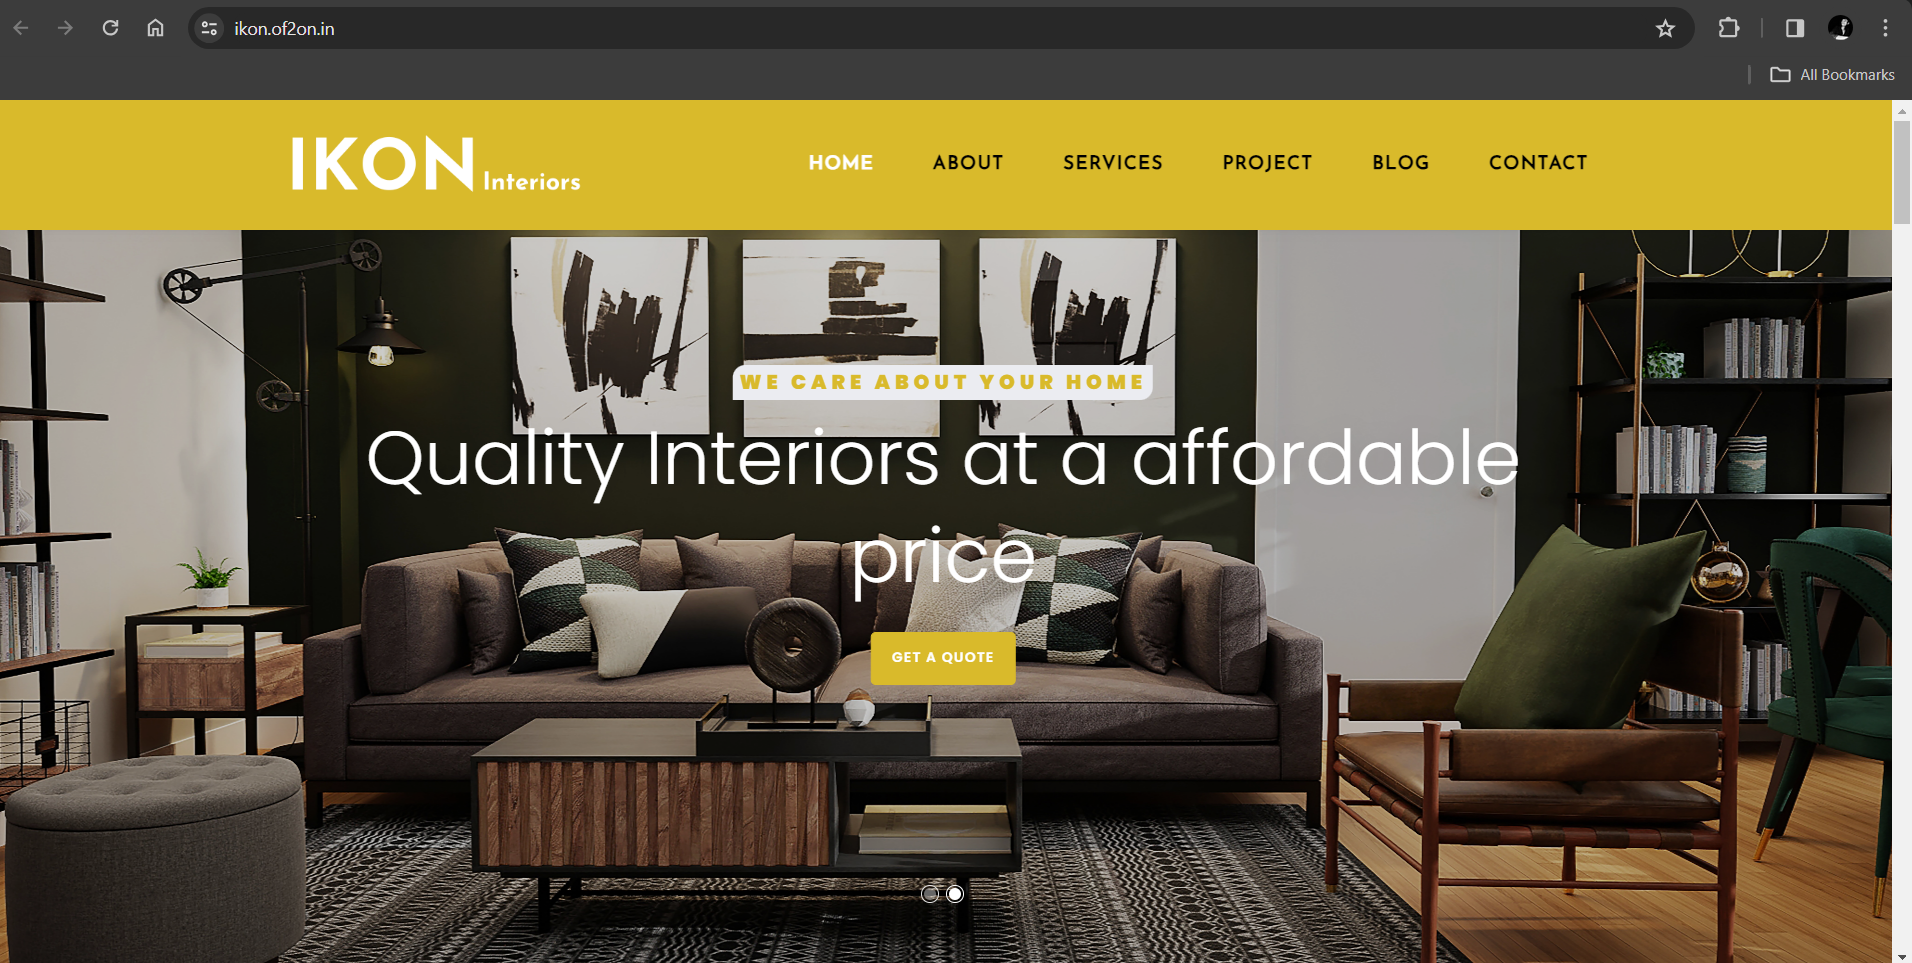 ikon.of2on.in
All Bookmarks
IKON Interiors
HOME ABOUT SERVICES PROJECT BLOG CONTACT
WE CARE ABOUT YOUR HOME
Quality Interiors at a affordable
price
GET A QUOTE